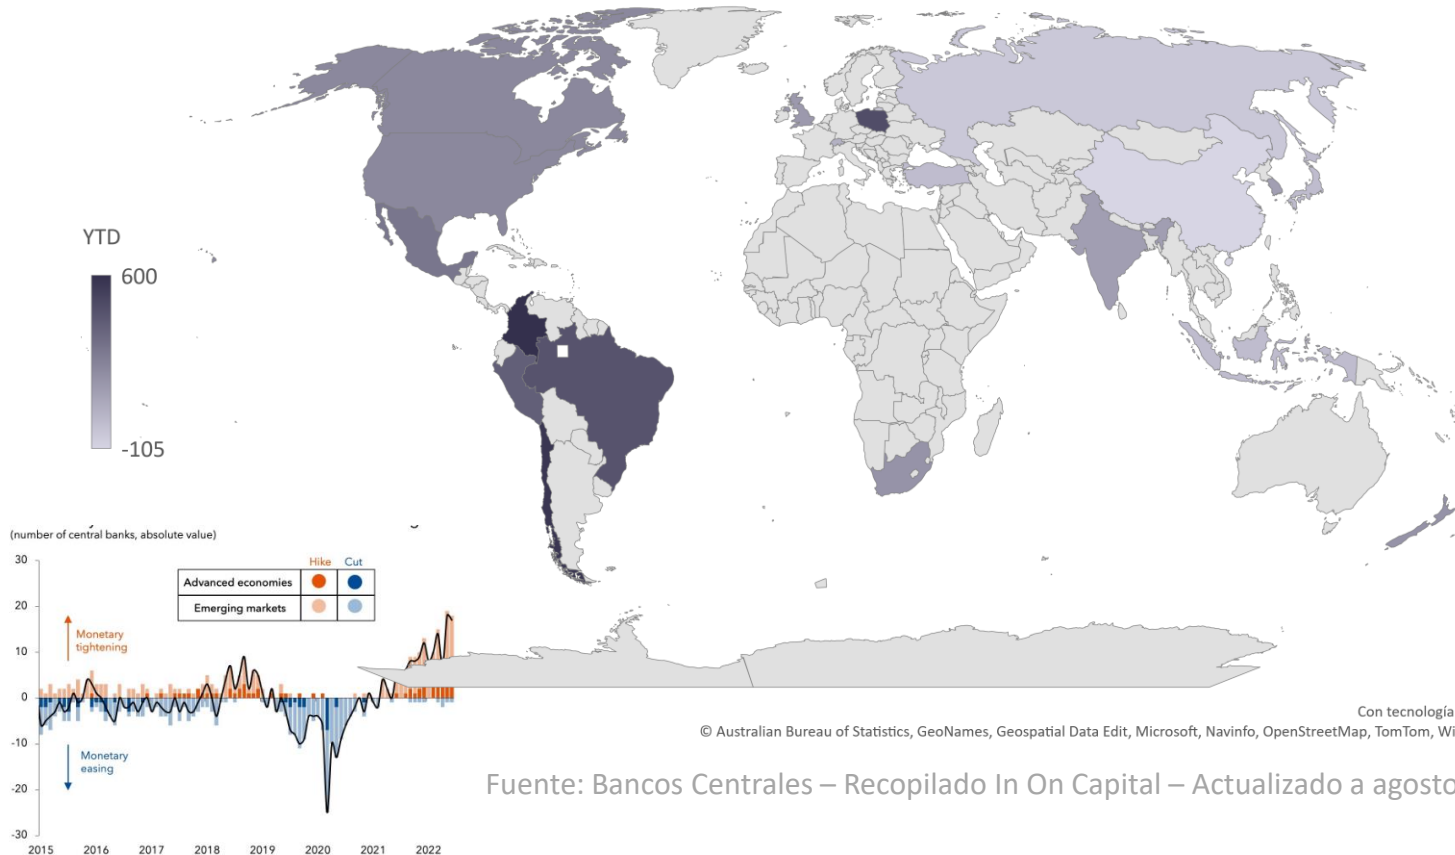 YTD
600
-105
(number of central banks, absolute value)
30
20
10
0
-10
-20
-30
Hike Cut
Advanced economies
Emerging markets
Monetary
tightening
Monetary
easing
2015 2016 2017 2018 2019 2020 2021 2022
Con tecnología
© Australian Bureau of Statistics, GeoNames, Geospatial Data Edit, Microsoft, Navinfo, OpenStreetMap, TomTom, Wi
Fuente: Bancos Centrales – Recopilado In On Capital – Actualizado a agosto